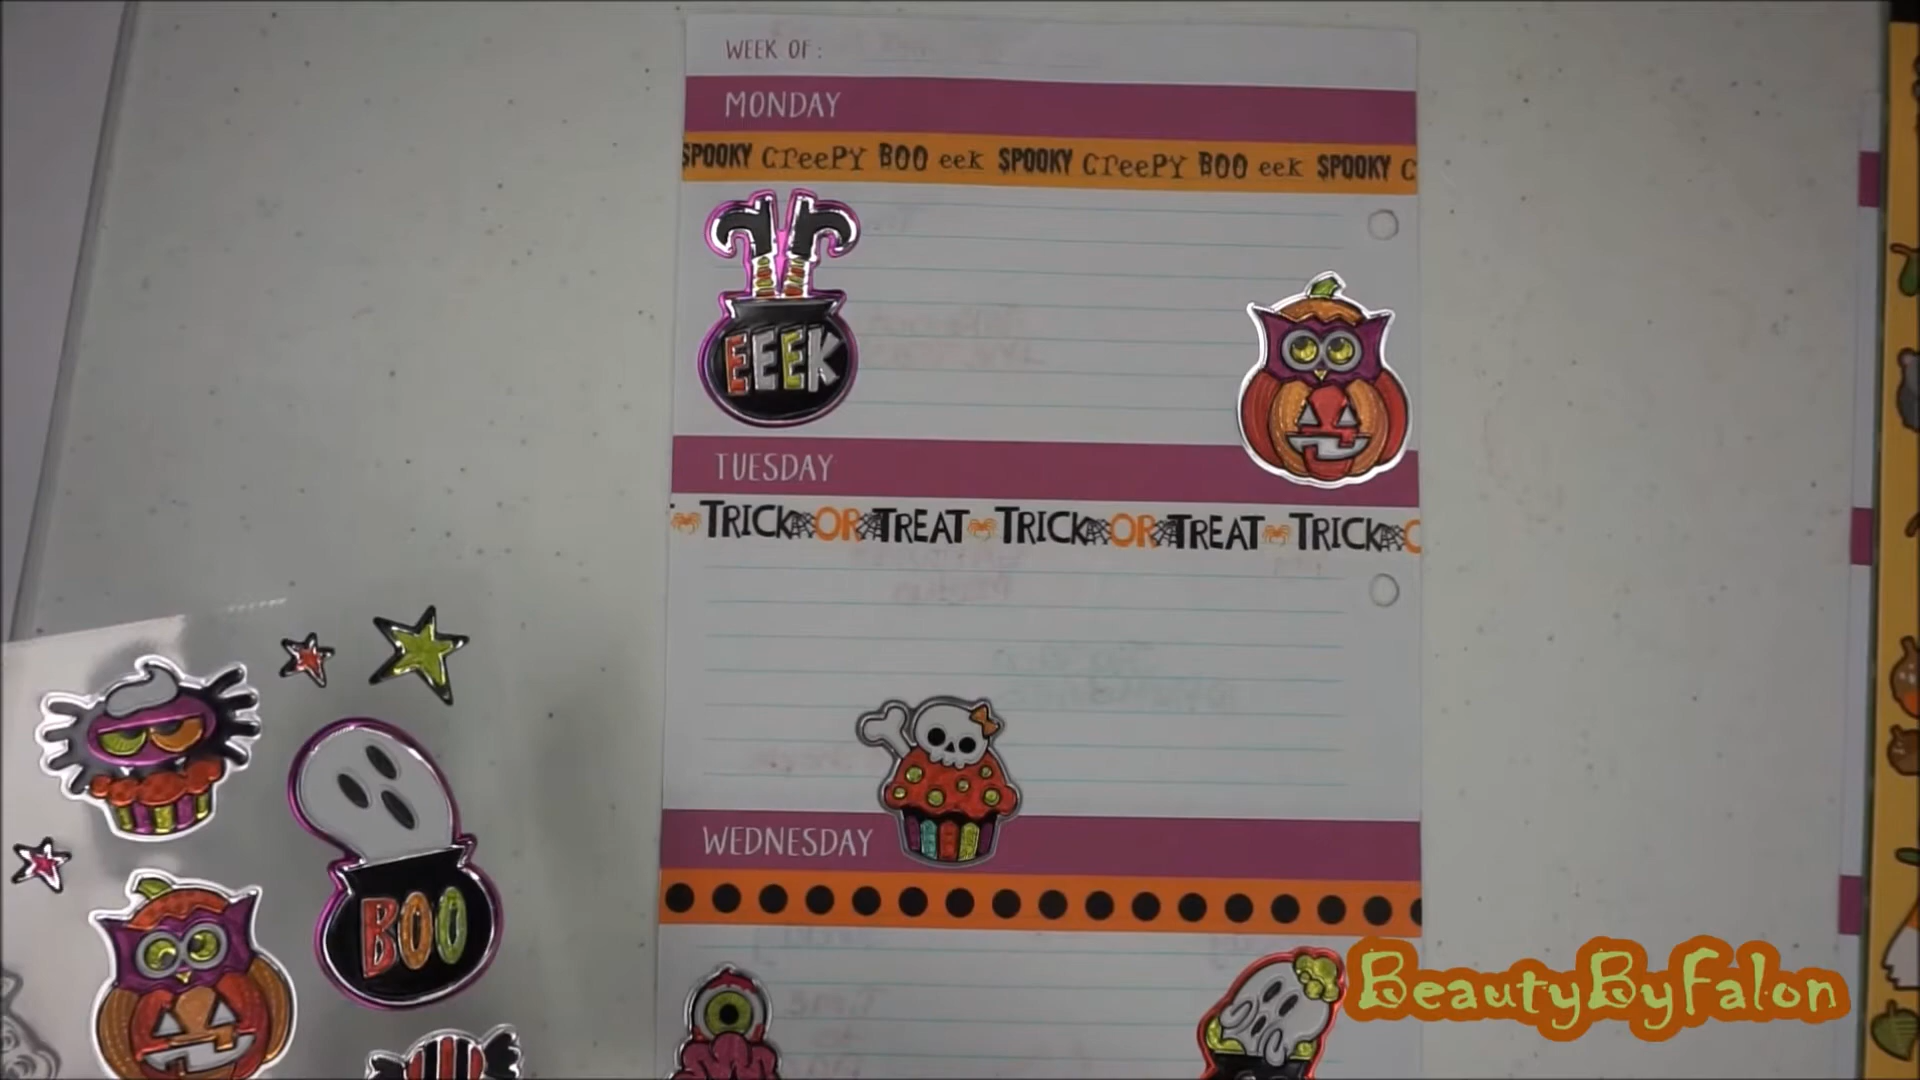 WEEK OF:
MONDAY
SPOOKY CreePY BOO eek SPOOKY CreePY BOO eek SPOOKY C
EEEK
TUESDAY
TRICK OR TREAT TRICK OR TREAT TRICK O
WEDNESDAY
BOO
BeautyByFalon